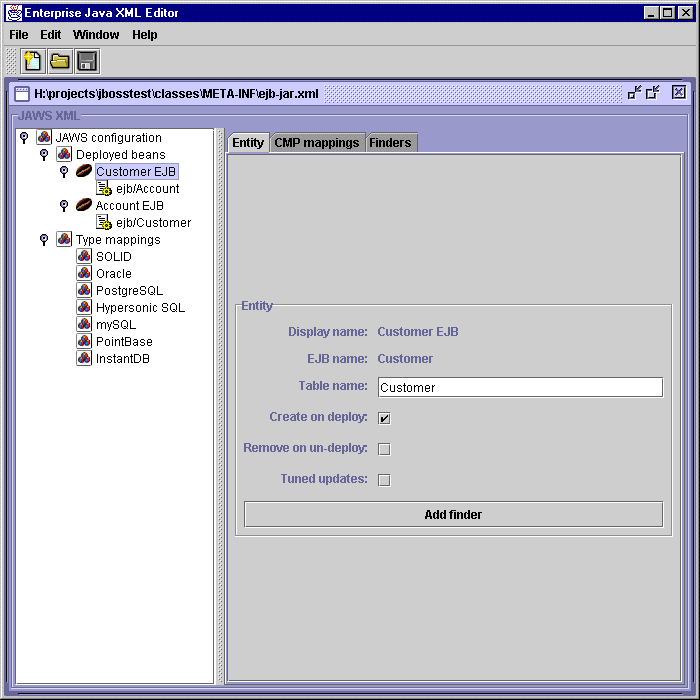 Enterprise Java XML Editor
File Edit Window Help
H:\projects\jbosstest\classes\META-INF\ejb-jar.xml
JAWS XML
JAWS configuration
Deployed beans
Customer EJB
ejb/Account
Account EJB
ejb/Customer
Type mappings
SOLID
Oracle
PostgreSQL
Hypersonic SQL
mySQL
PointBase
InstantDB
Entity CMP mappings Finders
Entity
Display name: Customer EJB
EJB name: Customer
Table name: Customer
Create on deploy:
Remove on un-deploy:
Tuned updates:
Add finder